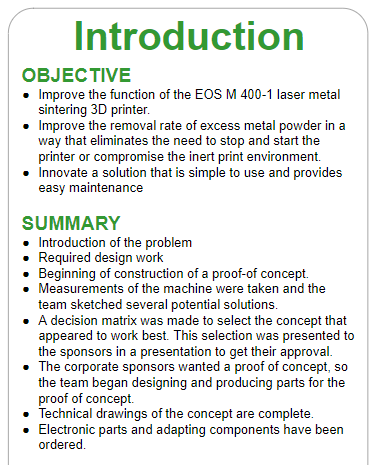 Introduction
OBJECTIVE
● Improve the function of the EOS M 400-1 laser metal
sintering 3D printer.
● Improve the removal rate of excess metal powder in a
way that eliminates the need to stop and start the
printer or compromise the inert print environment.
● Innovate a solution that is simple to use and provides
easy maintenance
SUMMARY
● Introduction of the problem
● Required design work
● Beginning of construction of a proof-of concept.
● Measurements of the machine were taken and the
team sketched several potential solutions.
● A decision matrix was made to select the concept that
appeared to work best. This selection was presented to
the sponsors in a presentation to get their approval.
● The corporate sponsors wanted a proof of concept, so
the team began designing and producing parts for the
proof of concept.
● Technical drawings of the concept are complete.
● Electronic parts and adapting components have been
ordered.